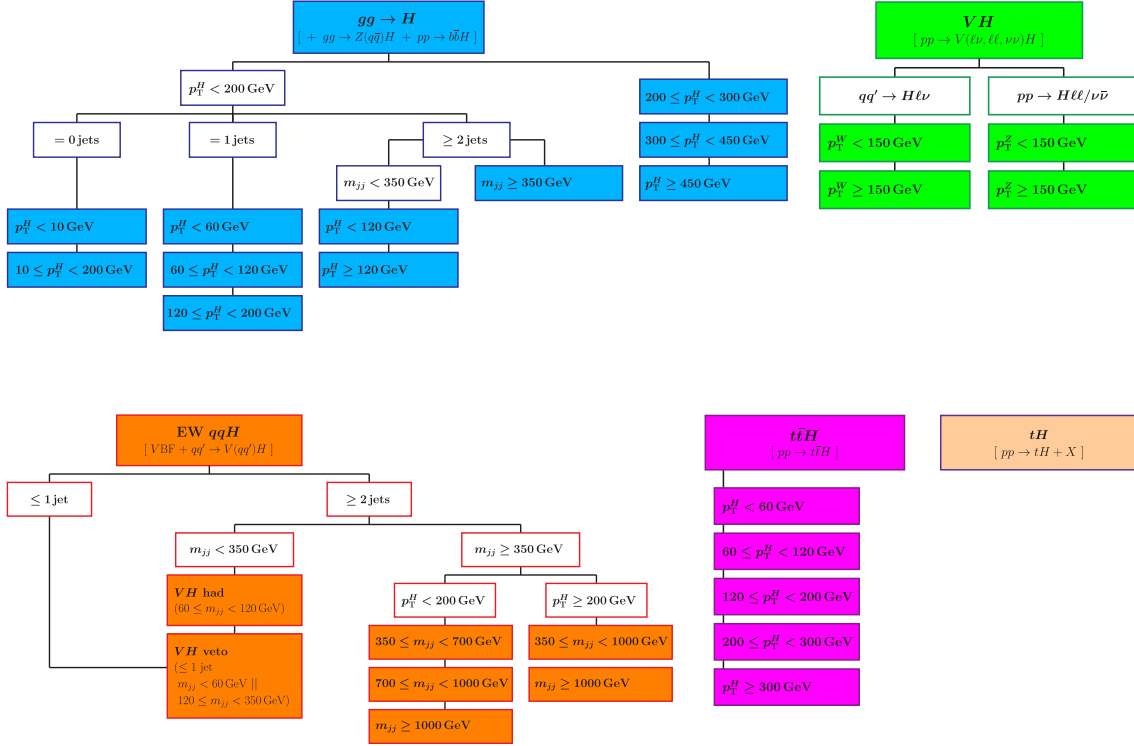 gg → H
[ + gg → Z(qq̄)H + pp → bb̄H ]
p_T^H < 200 GeV
= 0 jets
= 1 jets
≥ 2 jets
m_jj < 350 GeV
m_jj ≥ 350 GeV
p_T^H < 10 GeV
10 ≤ p_T^H < 200 GeV
p_T^H < 60 GeV
60 ≤ p_T^H < 120 GeV
120 ≤ p_T^H < 200 GeV
p_T^H < 120 GeV
p_T^H ≥ 120 GeV
200 ≤ p_T^H < 300 GeV
300 ≤ p_T^H < 450 GeV
p_T^H ≥ 450 GeV
VH
[ pp → V(ℓν, ℓℓ, νν)H ]
qq′ → Hℓν
p_T^W < 150 GeV
p_T^W ≥ 150 GeV
pp → Hℓℓ/νν̄
p_T^Z < 150 GeV
p_T^Z ≥ 150 GeV
EW qqH
[ VBF + qq′ → V(qq′)H ]
≤ 1 jet
≥ 2 jets
m_jj < 350 GeV
VH had
(60 ≤ m_jj < 120 GeV)
VH veto
(≤ 1 jet
m_jj < 60 GeV ||
120 ≤ m_jj < 350 GeV)
m_jj ≥ 350 GeV
p_T^H < 200 GeV
350 ≤ m_jj < 700 GeV
700 ≤ m_jj < 1000 GeV
m_jj ≥ 1000 GeV
p_T^H ≥ 200 GeV
350 ≤ m_jj < 1000 GeV
m_jj ≥ 1000 GeV
tt̄H
[ pp → tt̄H ]
p_T^H < 60 GeV
60 ≤ p_T^H < 120 GeV
120 ≤ p_T^H < 200 GeV
200 ≤ p_T^H < 300 GeV
p_T^H ≥ 300 GeV
tH
[ pp → tH + X ]